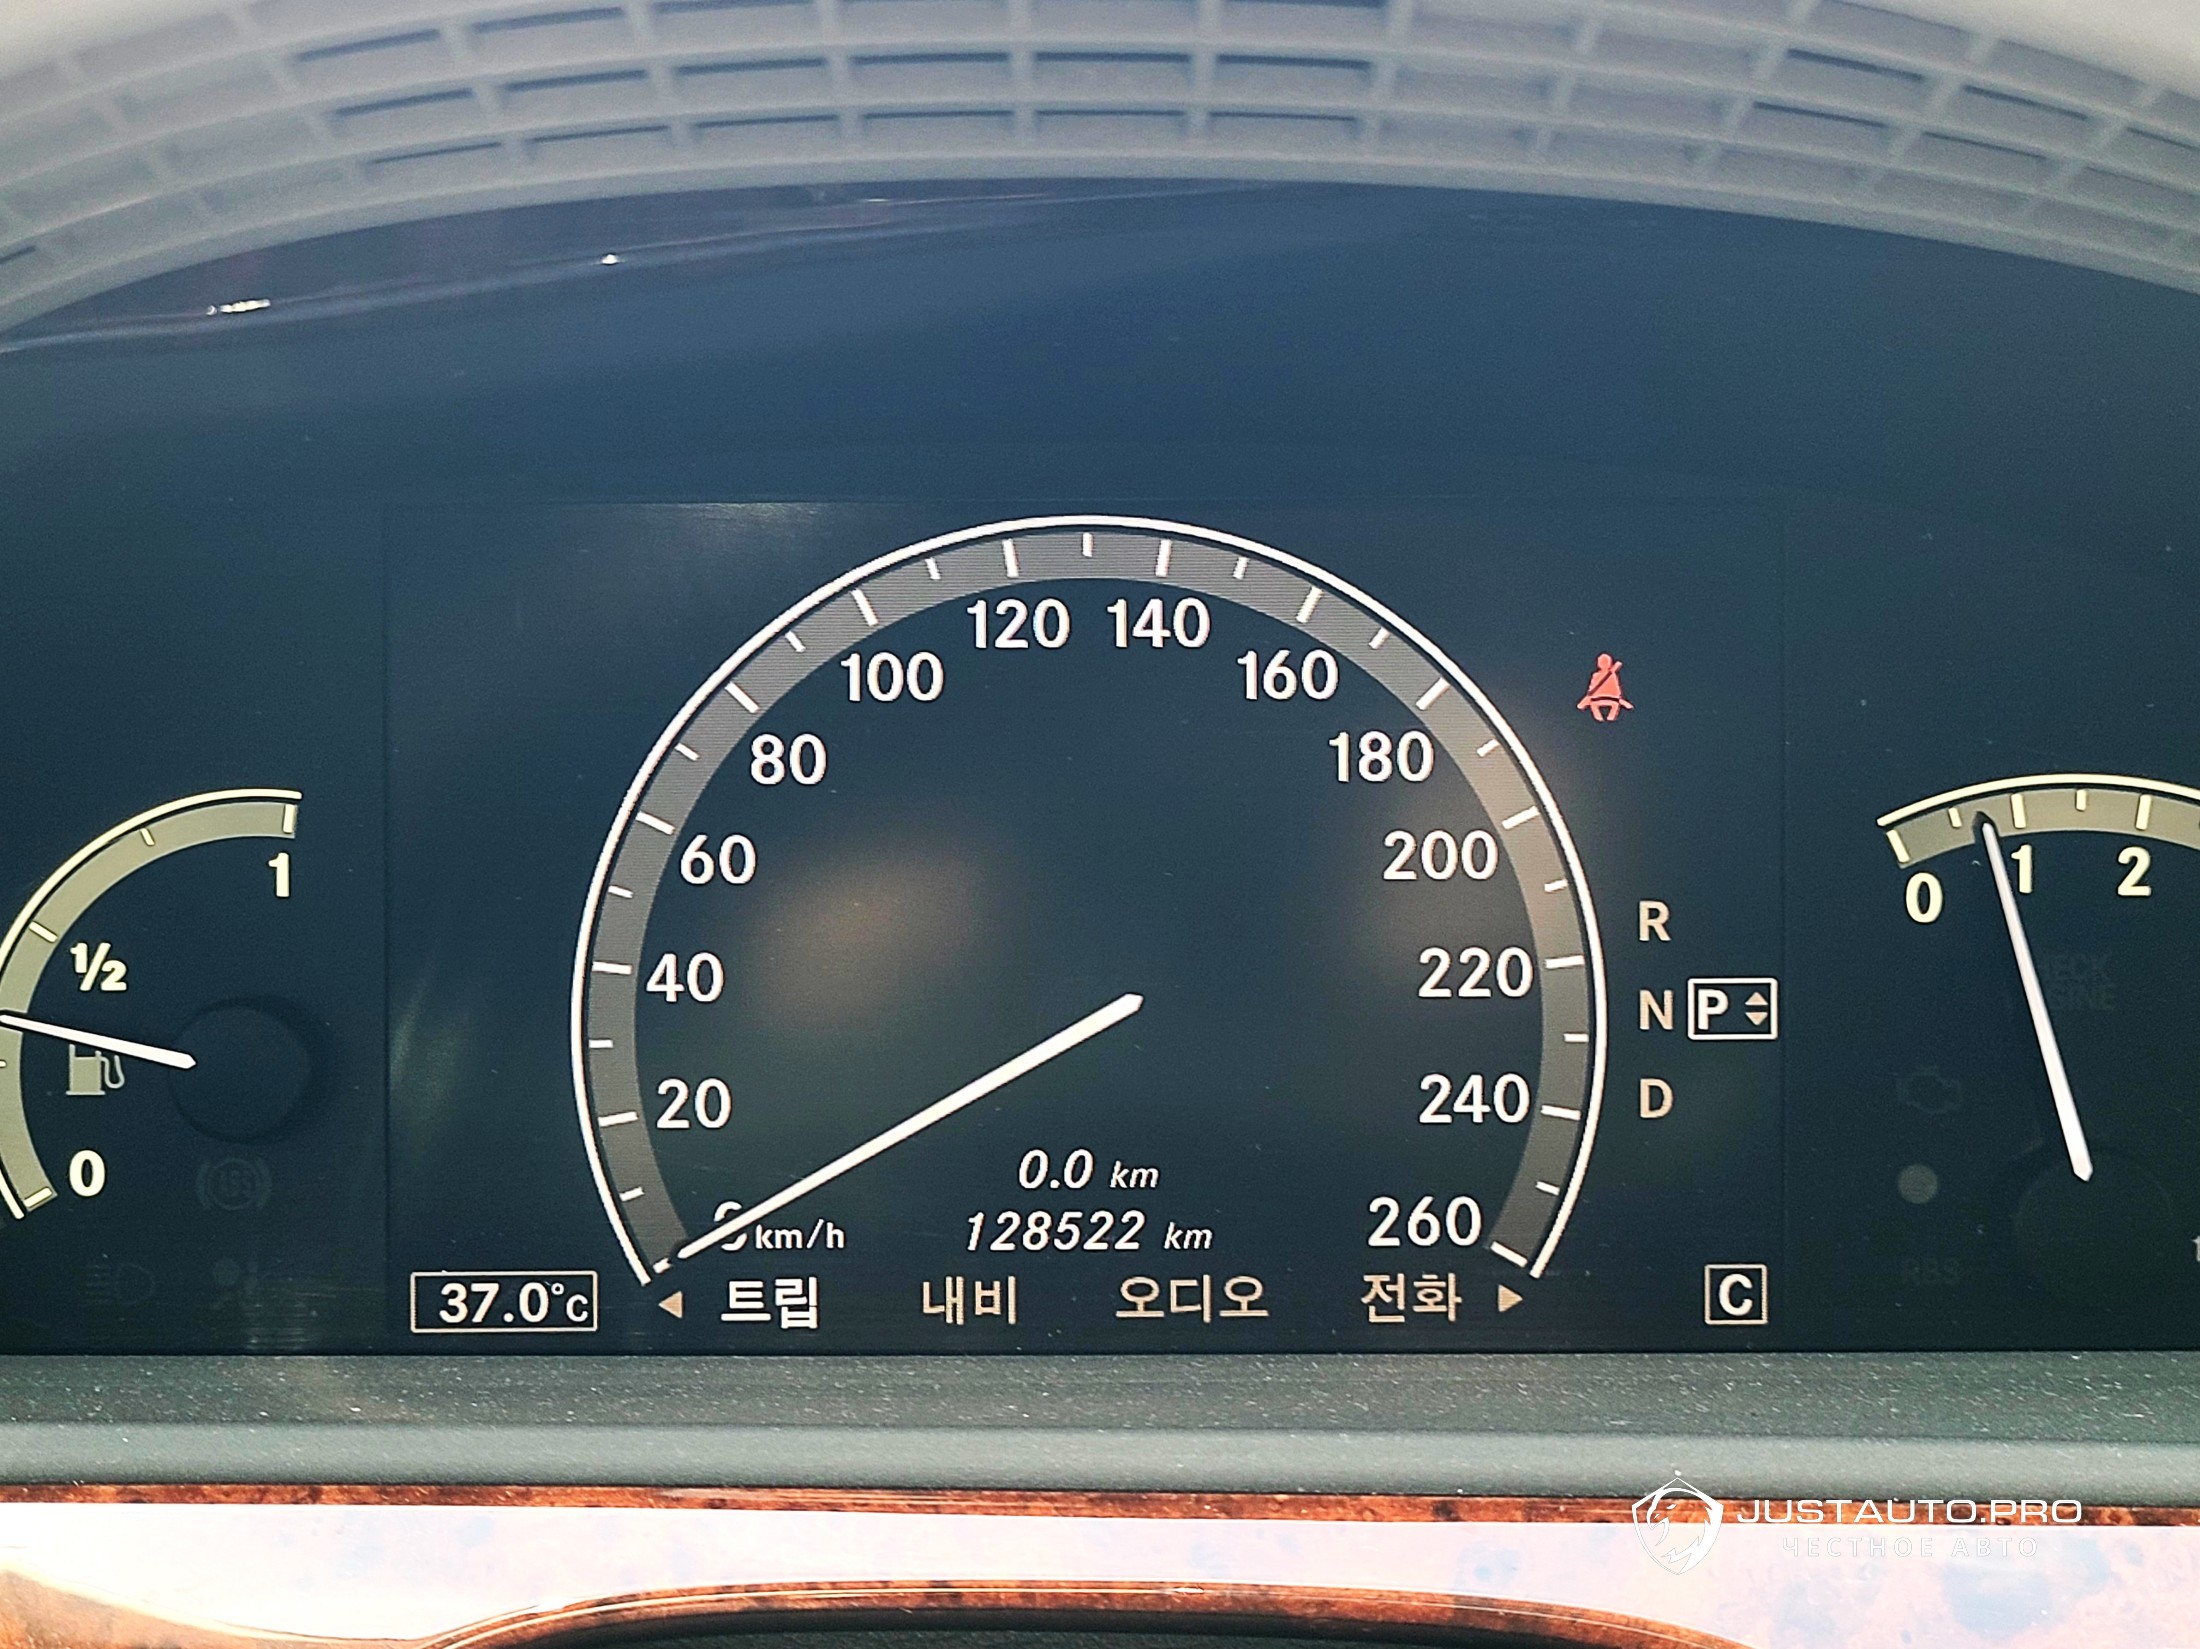 120 140
100 160
80 180
60 200
40 220
20 240
260
km/h
0.0 km
128522 km
37.0°C
트립 내비 오디오 전화
R
N P
D
C
1
½
0
0 1 2
JUSTAUTO.PRO
ЧЕСТНОЕ АВТО